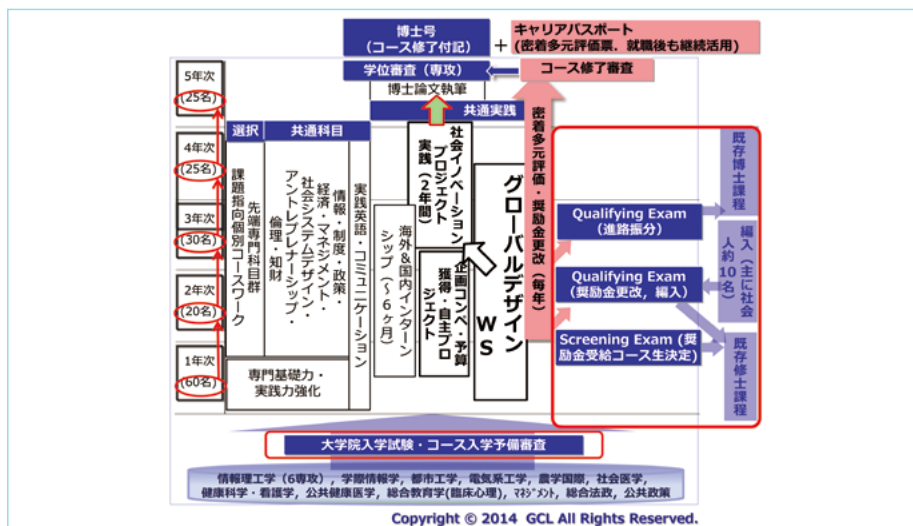 博士号
(コース修了付記)
+
キャリアパスポート
(密着多元評価票、就職後も継続活用)
学位審査(専攻)
コース修了審査
博士論文執筆
共通実践
5年次
(25名)
4年次
(25名)
3年次
(30名)
2年次
(20名)
1年次
(60名)
選択
共通科目
先端専門科目群
課題指向個別コースワーク
情報・制度・政策・
経済・マネジメント・
社会システムデザイン・
アントレプレナーシップ・
倫理・知財
実践英語・コミュニケーション
専門基礎力・
実践力強化
海外&国内インターン
シップ(~6ヶ月)
社会イノベーション
プロジェクト
実践(2年間)
企画コンペ・予算
獲得・自主プロ
ジェクト
グローバルデザイン
WS
密着多元評価・奨励金更改(毎年)
Qualifying Exam
(進路振分)
Qualifying Exam
(奨励金更改, 編入)
Screening Exam (奨
励金受給コース生決定)
既存博士課程
編入(主に社会
人約10名)
既存修士課程
大学院入学試験・コース入学予備審査
情報理工学(6専攻), 学際情報学, 都市工学, 電気系工学, 農学国際, 社会医学,
健康科学・看護学, 公共健康医学, 総合教育学(臨床心理), マネジメント, 総合法政, 公共政策
Copyright © 2014 GCL All Rights Reserved.